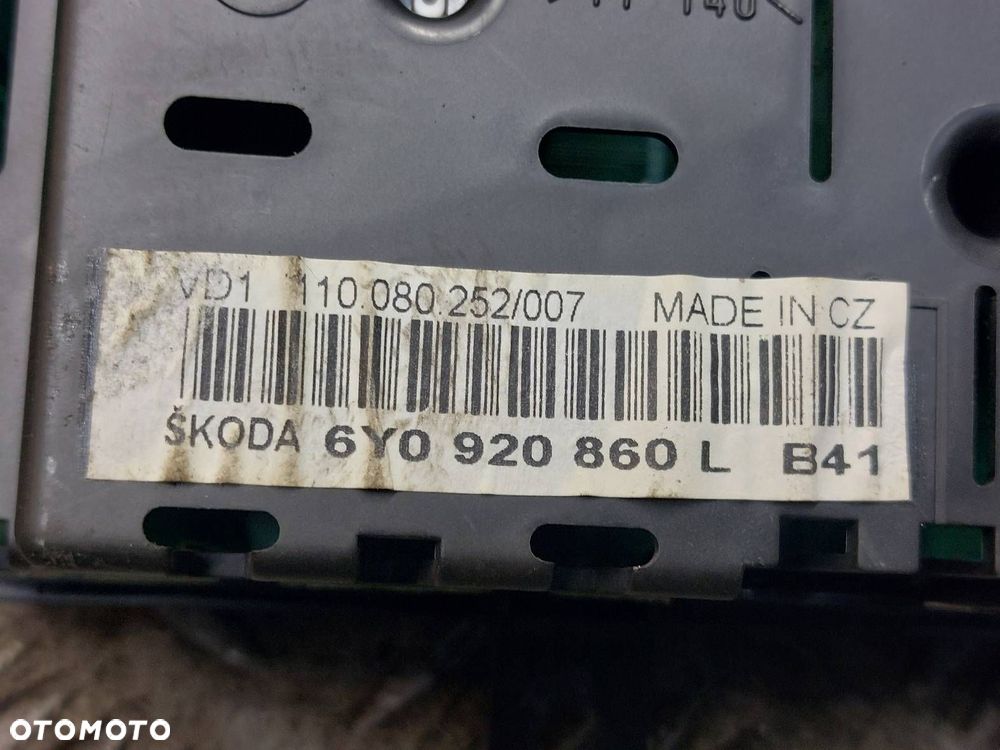 VD1 110.080.252/007 MADE IN CZ
ŠKODA 6Y0 920 860 L B41
OTOMOTO